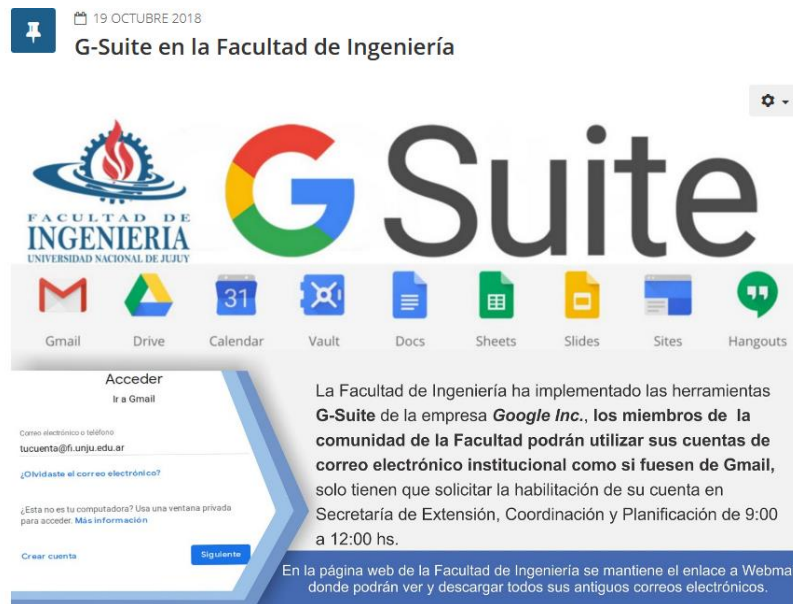 19 OCTUBRE 2018
G-Suite en la Facultad de Ingeniería
FACULTAD DE
INGENIERIA
UNIVERSIDAD NACIONAL DE JUJUY
G Suite
31
Gmail Drive Calendar Vault Docs Sheets Slides Sites Hangouts
Acceder
Ir a Gmail
Correo electrónico o teléfono
tucuenta@fi.unju.edu.ar
¿Olvidaste el correo electrónico?
¿Esta no es tu computadora? Usa una ventana privada
para acceder. Más información
Crear cuenta
Siguiente
La Facultad de Ingeniería ha implementado las herramientas
G-Suite de la empresa Google Inc., los miembros de la
comunidad de la Facultad podrán utilizar sus cuentas de
correo electrónico institucional como si fuesen de Gmail,
solo tienen que solicitar la habilitación de su cuenta en
Secretaría de Extensión, Coordinación y Planificación de 9:00
a 12:00 hs.
En la página web de la Facultad de Ingeniería se mantiene el enlace a Webma
donde podrán ver y descargar todos sus antiguos correos electrónicos.